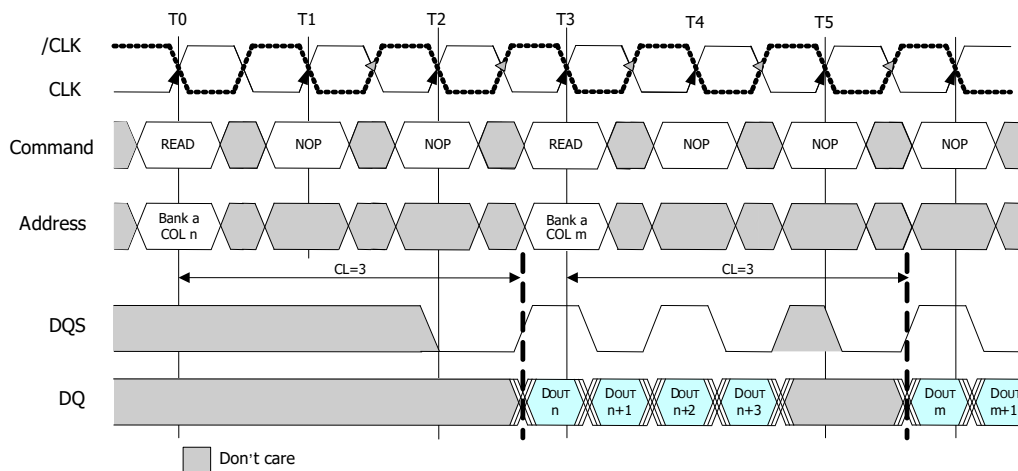 T0 T1 T2 T3 T4 T5
/CLK
CLK
Command READ NOP NOP READ NOP NOP NOP
Address Bank a Bank a
COL n COL m
CL=3 CL=3
DQS
DQ DOUT DOUT DOUT DOUT DOUT DOUT
n n+1 n+2 n+3 m m+1
Don't care